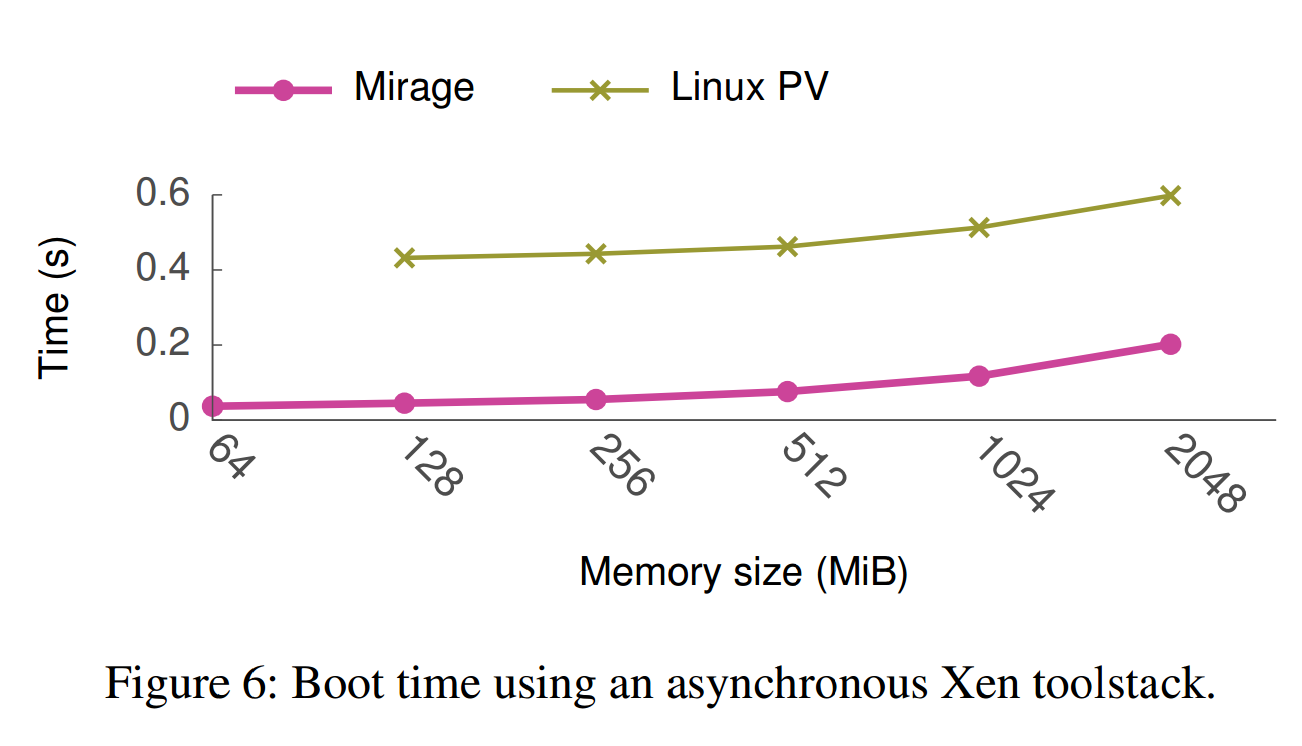 Mirage Linux PV
0.6
0.4
0.2
0
Time (s)
64 128 256 512 1024 2048
Memory size (MiB)
Figure 6: Boot time using an asynchronous Xen toolstack.